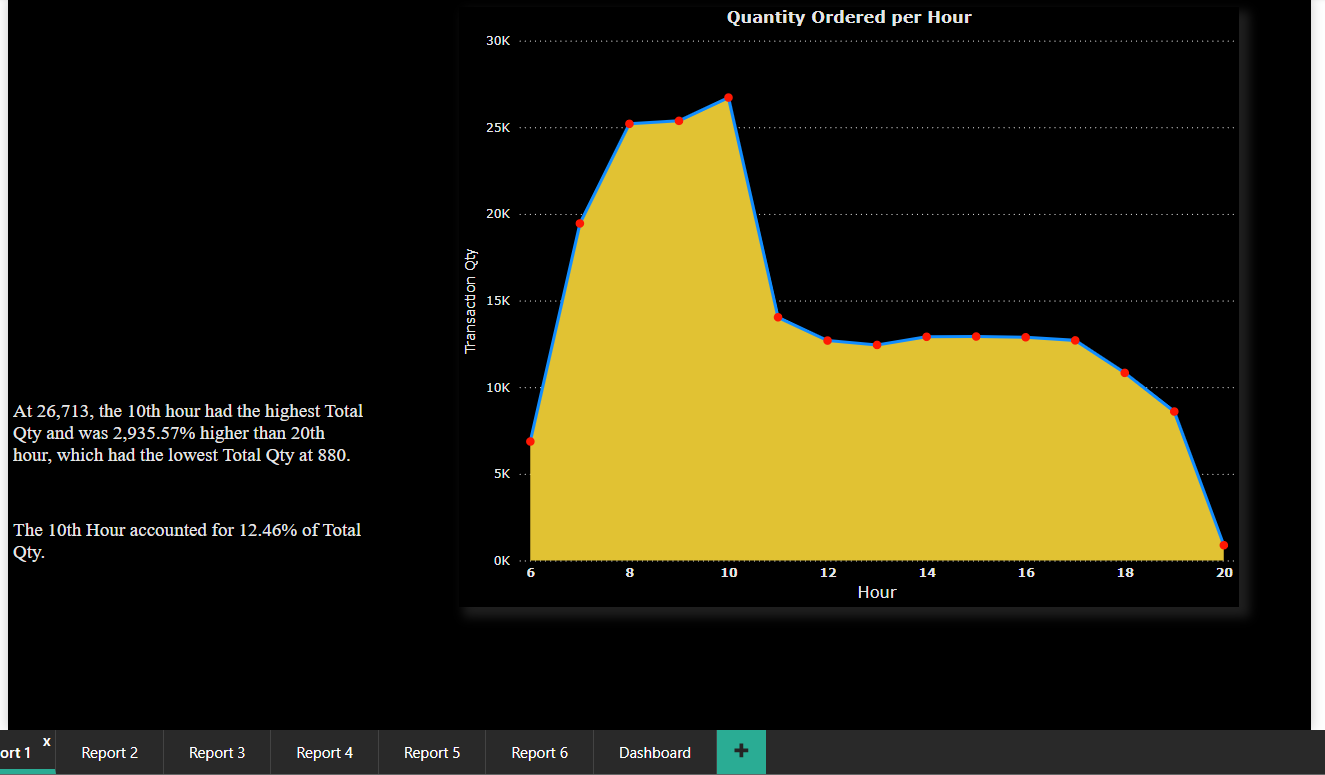 Quantity Ordered per Hour
30K
25K
20K
15K
10K
5K
0K
Transaction Qty
6 8 10 12 14 16 18 20
Hour
At 26,713, the 10th hour had the highest Total
Qty and was 2,935.57% higher than 20th
hour, which had the lowest Total Qty at 880.
The 10th Hour accounted for 12.46% of Total
Qty.
ort 1 x Report 2 Report 3 Report 4 Report 5 Report 6 Dashboard +